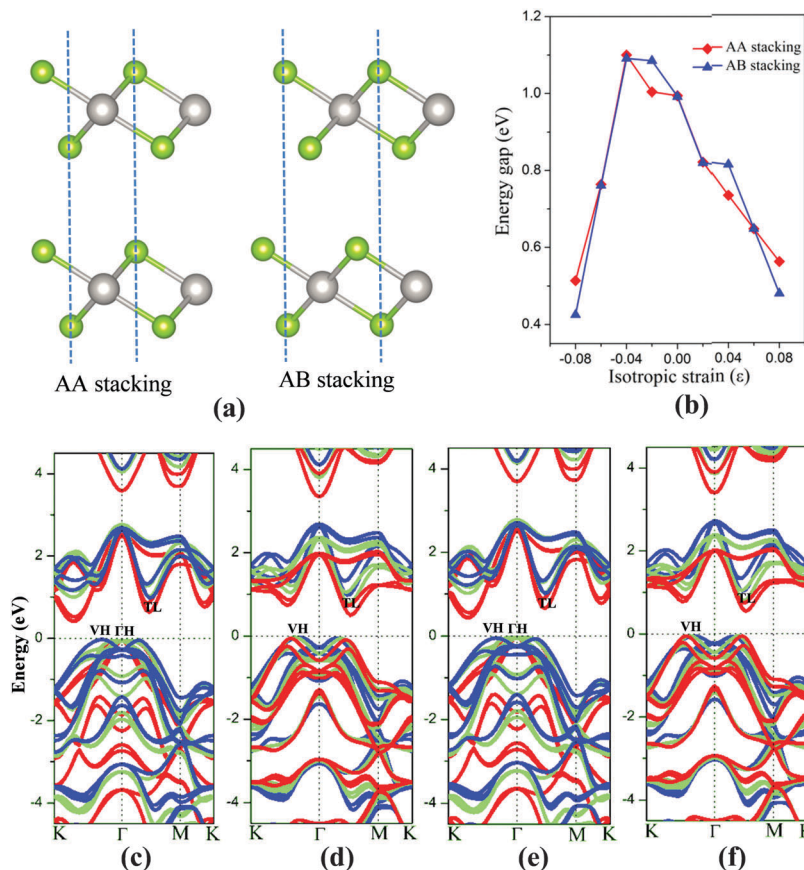 AA stacking
AB stacking
(a)
Energy gap (eV)
1.2
1.0
0.8
0.6
0.4
AA stacking
AB stacking
-0.08
-0.04
0.00
0.04
0.08
Isotropic strain (ε)
(b)
Energy (eV)
4
2
0
-2
-4
VH ΓH
TL
K
Γ
M
K
(c)
4
2
0
-2
-4
VH
TL
K
Γ
M
K
(d)
4
2
0
-2
-4
VH ΓH
TL
K
Γ
M
K
(e)
4
2
0
-2
-4
VH
TL
K
Γ
M
(f)